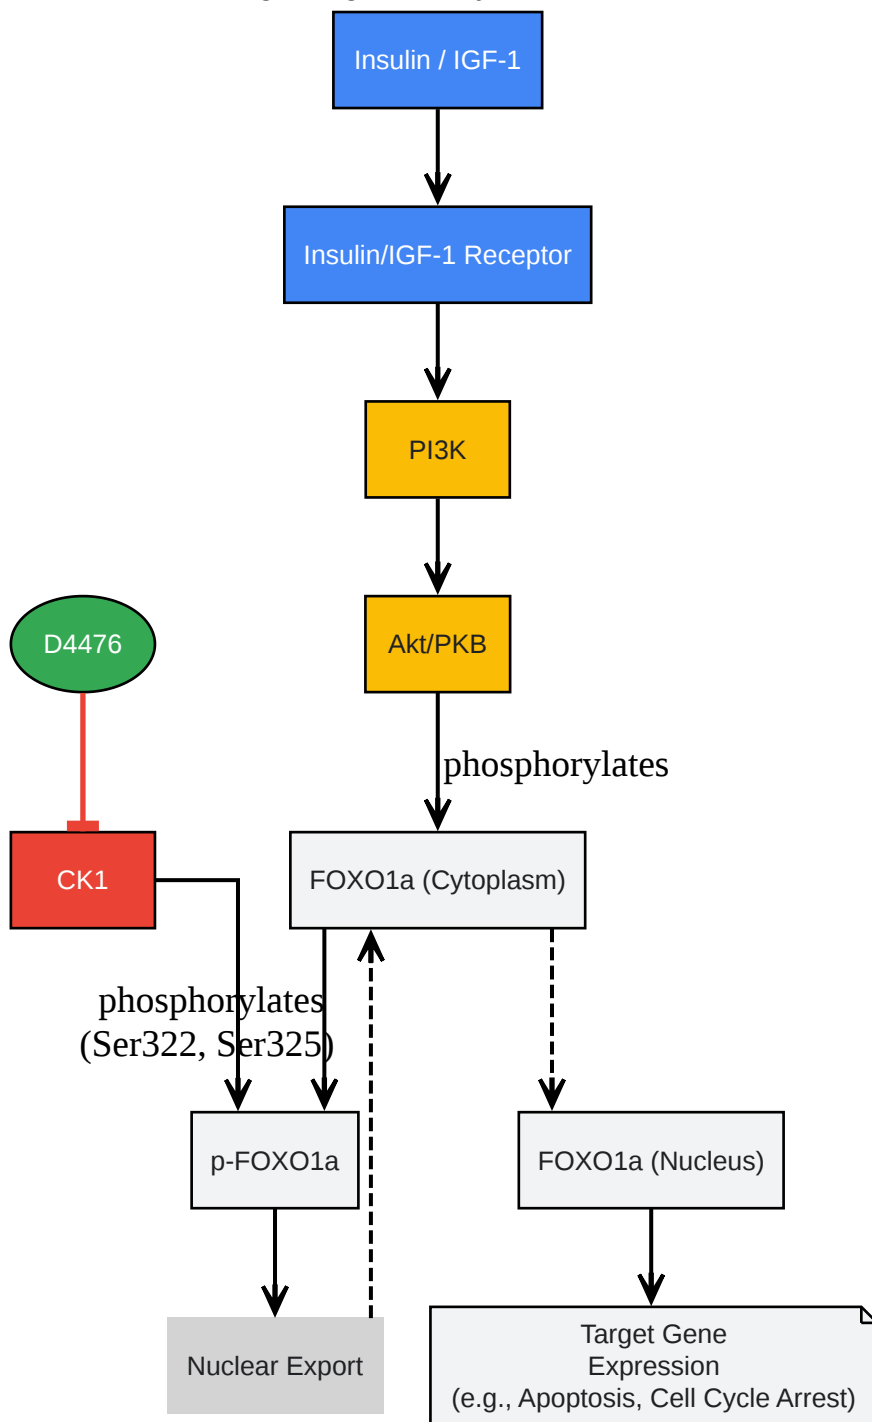 Insulin / IGF-1
Insulin/IGF-1 Receptor
PI3K
D4476
Akt/PKB
phosphorylates
CK1
FOXO1a (Cytoplasm)
phosphorylates
(Ser322, Ser325)
p-FOXO1a
FOXO1a (Nucleus)
Nuclear Export
Target Gene
Expression
(e.g., Apoptosis, Cell Cycle Arrest)